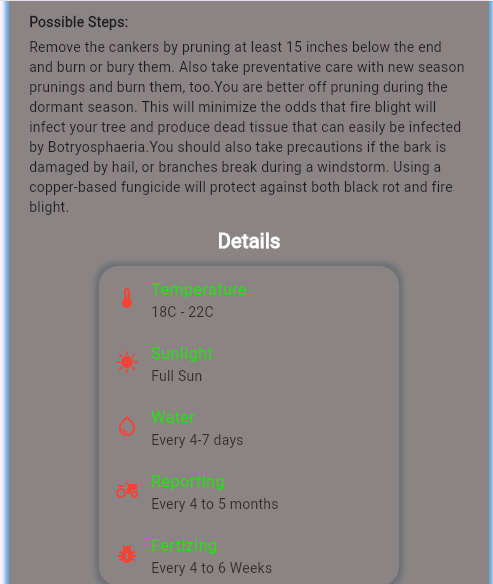 Possible Steps:
Remove the cankers by pruning at least 15 inches below the end
and burn or bury them. Also take preventative care with new season
prunings and burn them, too.You are better off pruning during the
dormant season. This will minimize the odds that fire blight will
infect your tree and produce dead tissue that can easily be infected
by Botryosphaeria.You should also take precautions if the bark is
damaged by hail, or branches break during a windstorm. Using a
copper-based fungicide will protect against both black rot and fire
blight.
Details
Temperature
18C - 22C
Sunlight
Full Sun
Water
Every 4-7 days
Reporting
Every 4 to 5 months
Fertizing
Every 4 to 6 Weeks